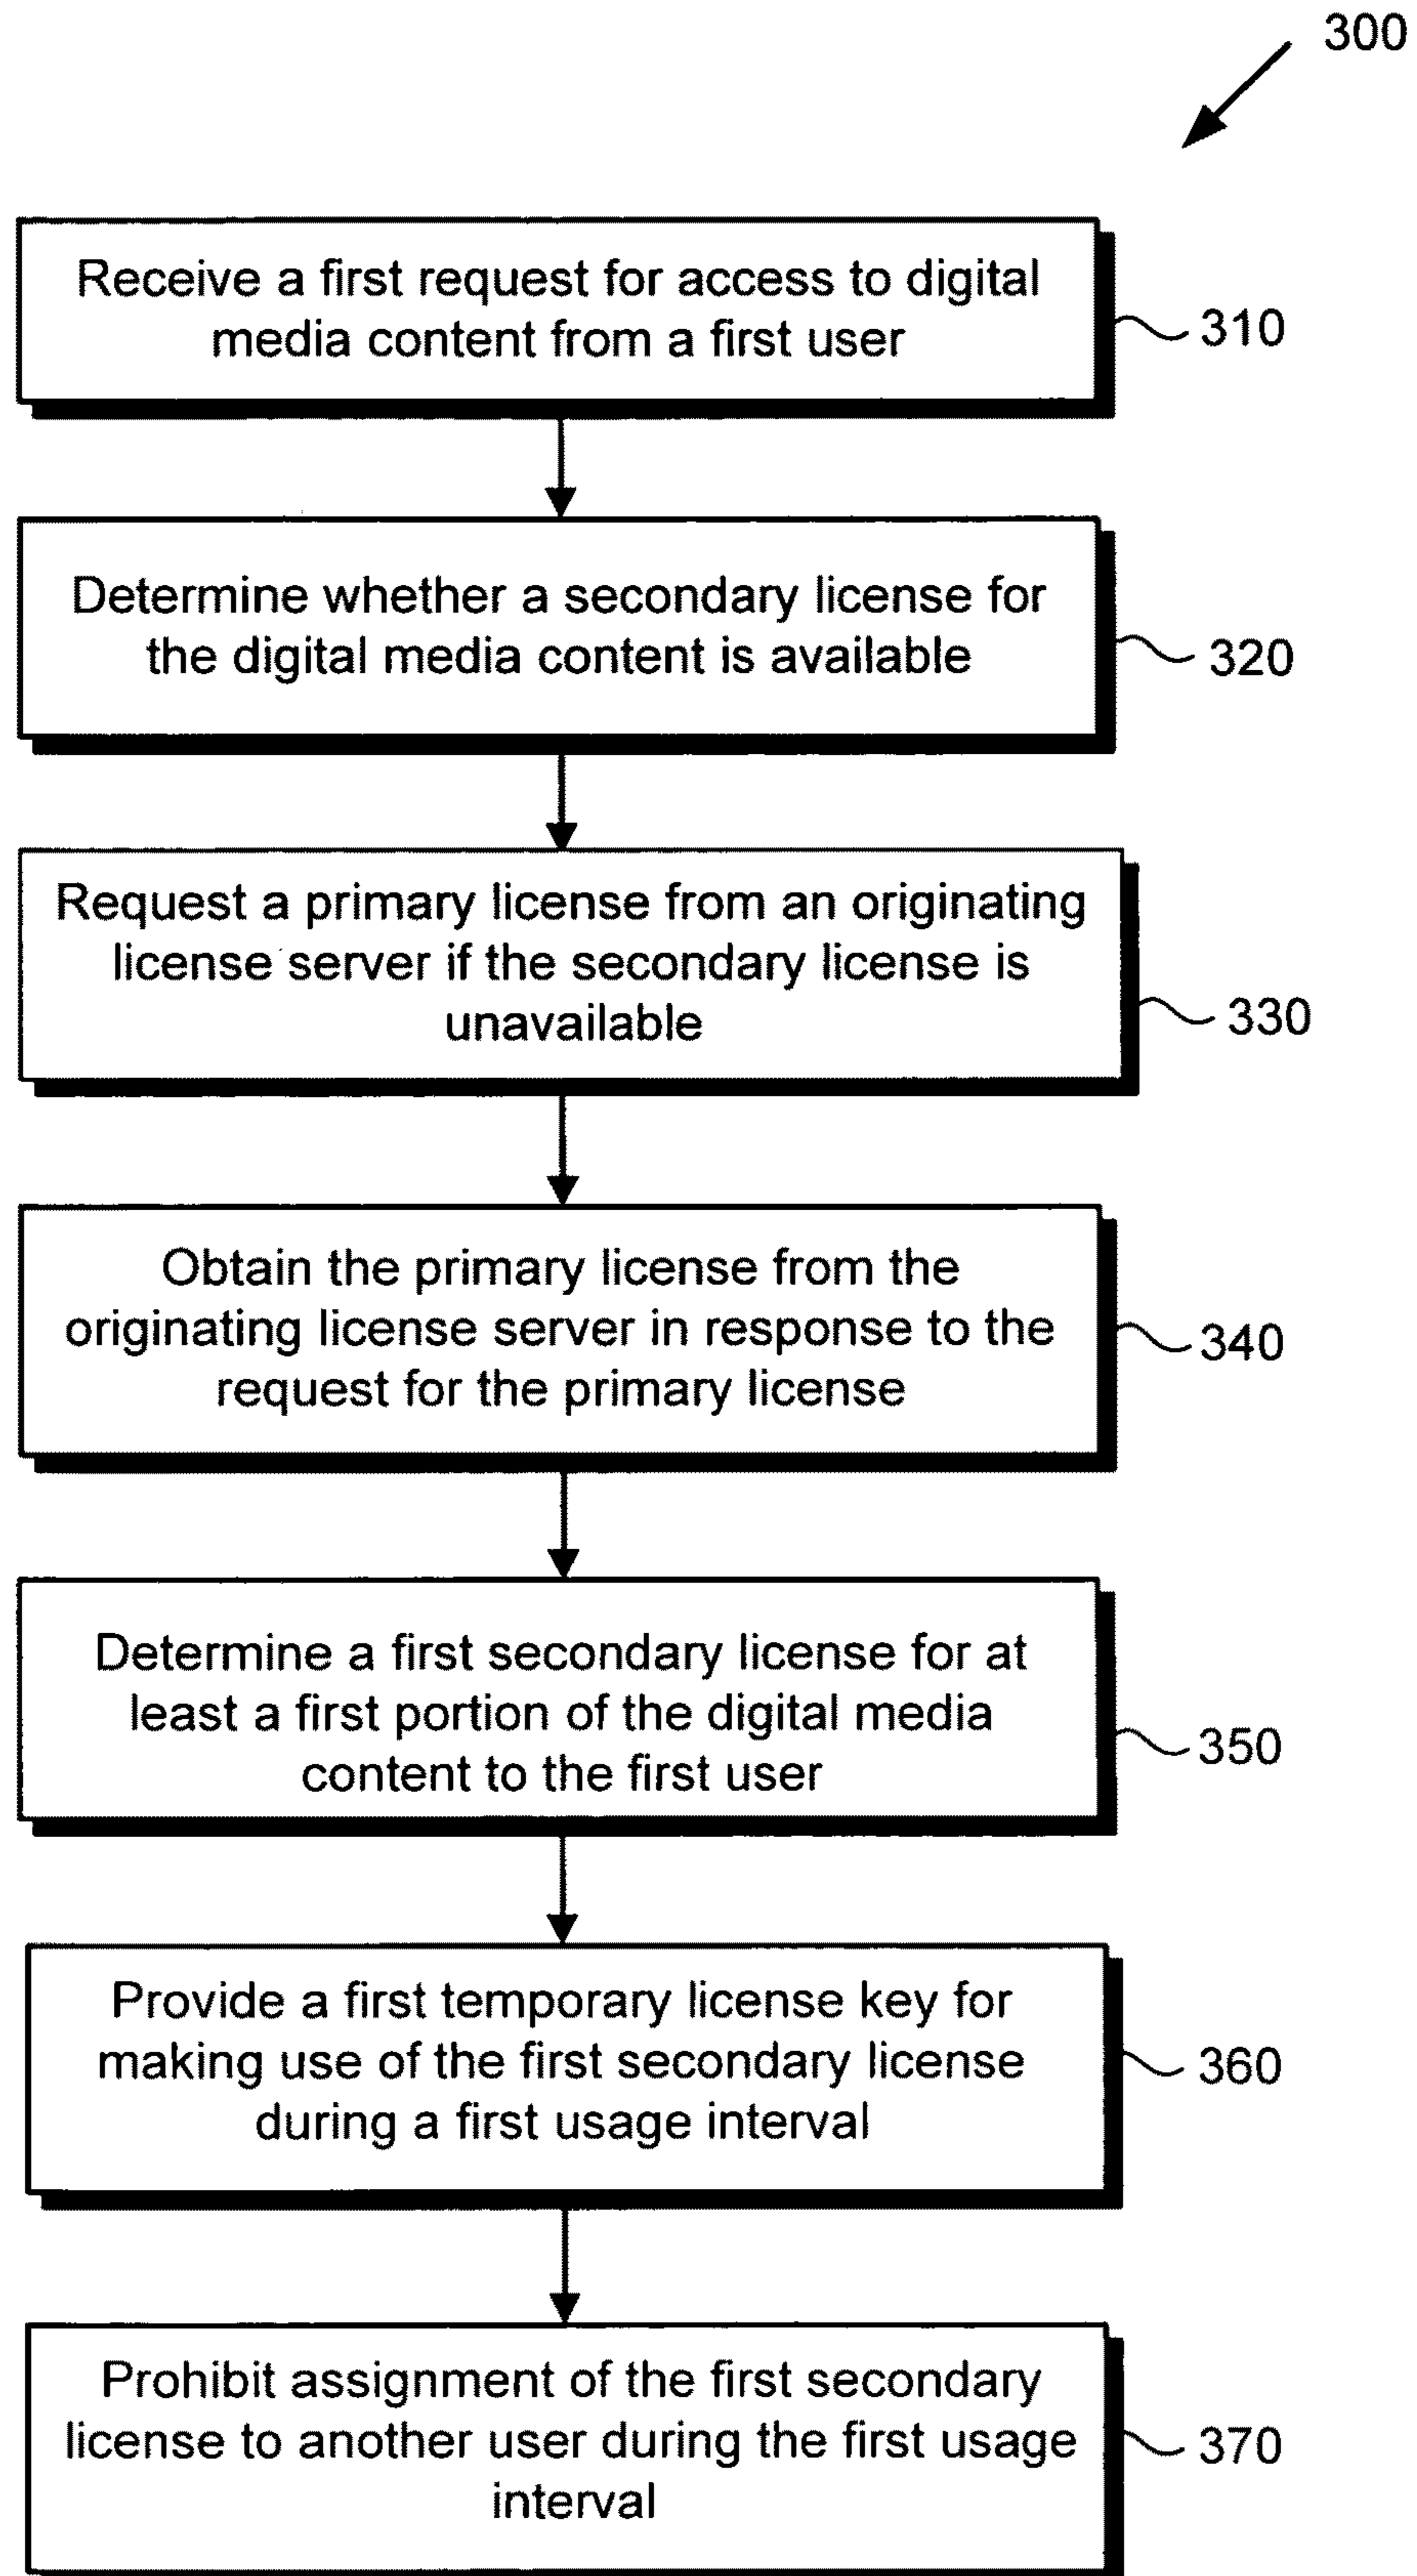 300
Receive a first request for access to digital
media content from a first user
310
Determine whether a secondary license for
the digital media content is available
320
Request a primary license from an originating
license server if the secondary license is
unavailable
330
Obtain the primary license from the
originating license server in response to the
request for the primary license
340
Determine a first secondary license for at
least a first portion of the digital media
content to the first user
350
Provide a first temporary license key for
making use of the first secondary license
during a first usage interval
360
Prohibit assignment of the first secondary
license to another user during the first usage
interval
370